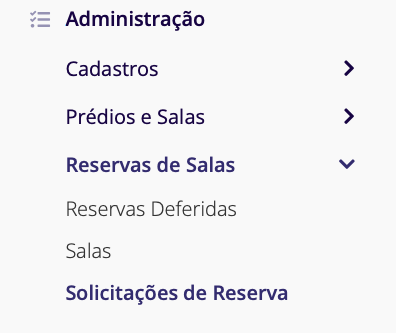 Administração
Cadastros
Prédios e Salas
Reservas de Salas
Reservas Deferidas
Salas
Solicitações de Reserva